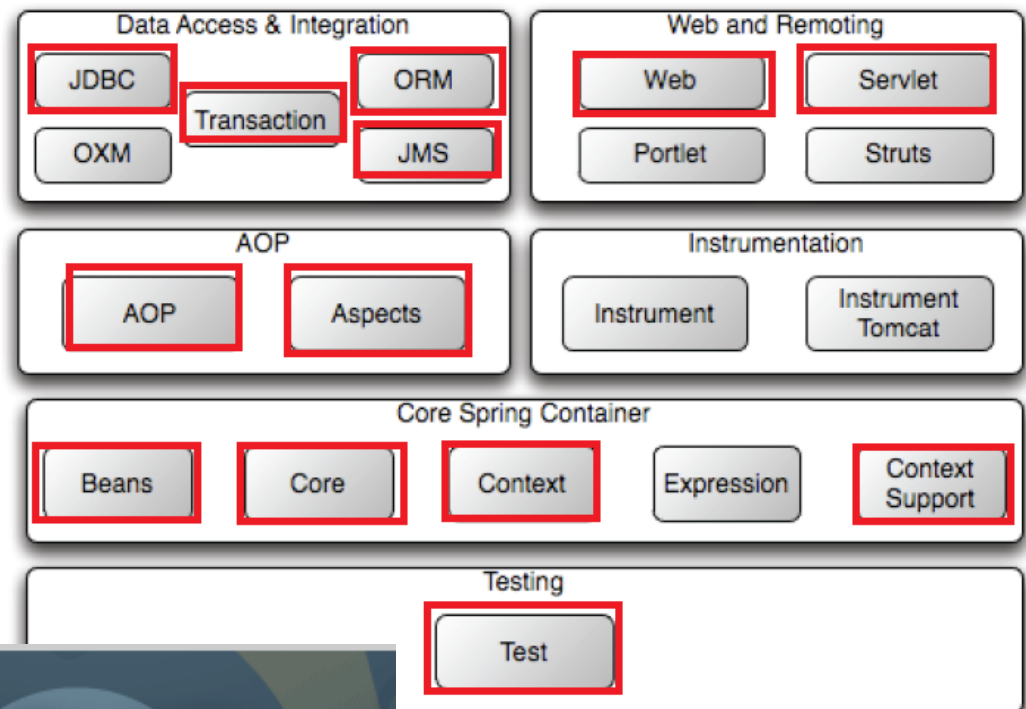 Data Access & Integration
JDBC
ORM
Transaction
OXM
JMS
Web and Remoting
Web
Servlet
Portlet
Struts
AOP
AOP
Aspects
Instrumentation
Instrument
Instrument
Tomcat
Core Spring Container
Beans
Core
Context
Expression
Context
Support
Testing
Test